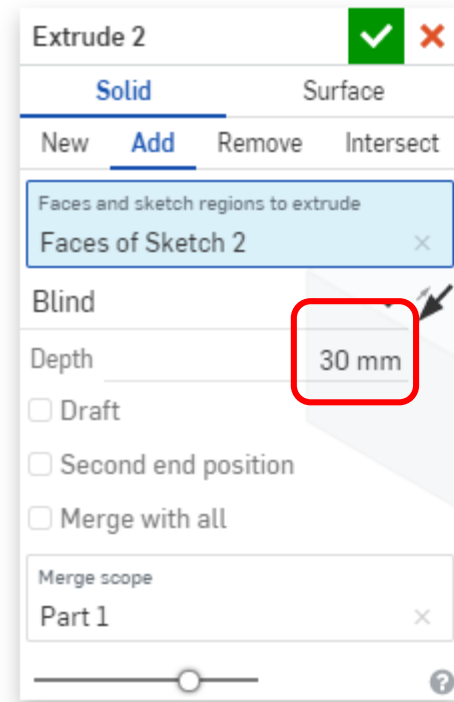 Extrude 2
Solid Surface
New Add Remove Intersect
Faces and sketch regions to extrude
Faces of Sketch 2
Blind
Depth 30 mm
Draft
Second end position
Merge with all
Merge scope
Part 1
?